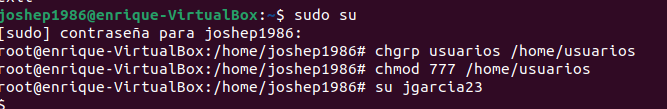 joshep1986@enrique-VirtualBox:~$ sudo su
[sudo] contraseña para joshep1986:
root@enrique-VirtualBox:/home/joshep1986# chgrp usuarios /home/usuarios
root@enrique-VirtualBox:/home/joshep1986# chmod 777 /home/usuarios
root@enrique-VirtualBox:/home/joshep1986# su jgarcia23
$